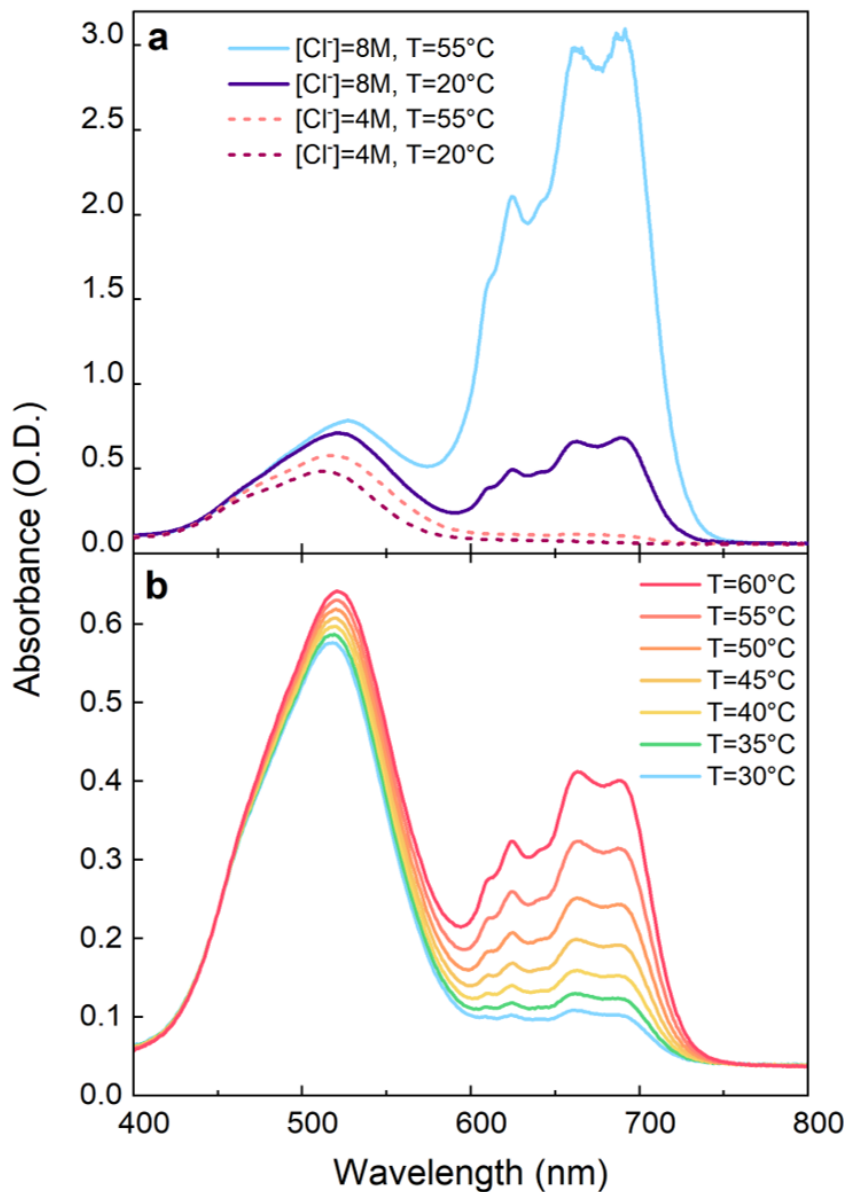 a
[Cl⁻]=8M, T=55°C
[Cl⁻]=8M, T=20°C
[Cl⁻]=4M, T=55°C
[Cl⁻]=4M, T=20°C
3.0
2.5
2.0
1.5
1.0
0.5
0.0
Absorbance (O.D.)
b
T=60°C
T=55°C
T=50°C
T=45°C
T=40°C
T=35°C
T=30°C
0.6
0.5
0.4
0.3
0.2
0.1
0.0
400 500 600 700 800
Wavelength (nm)